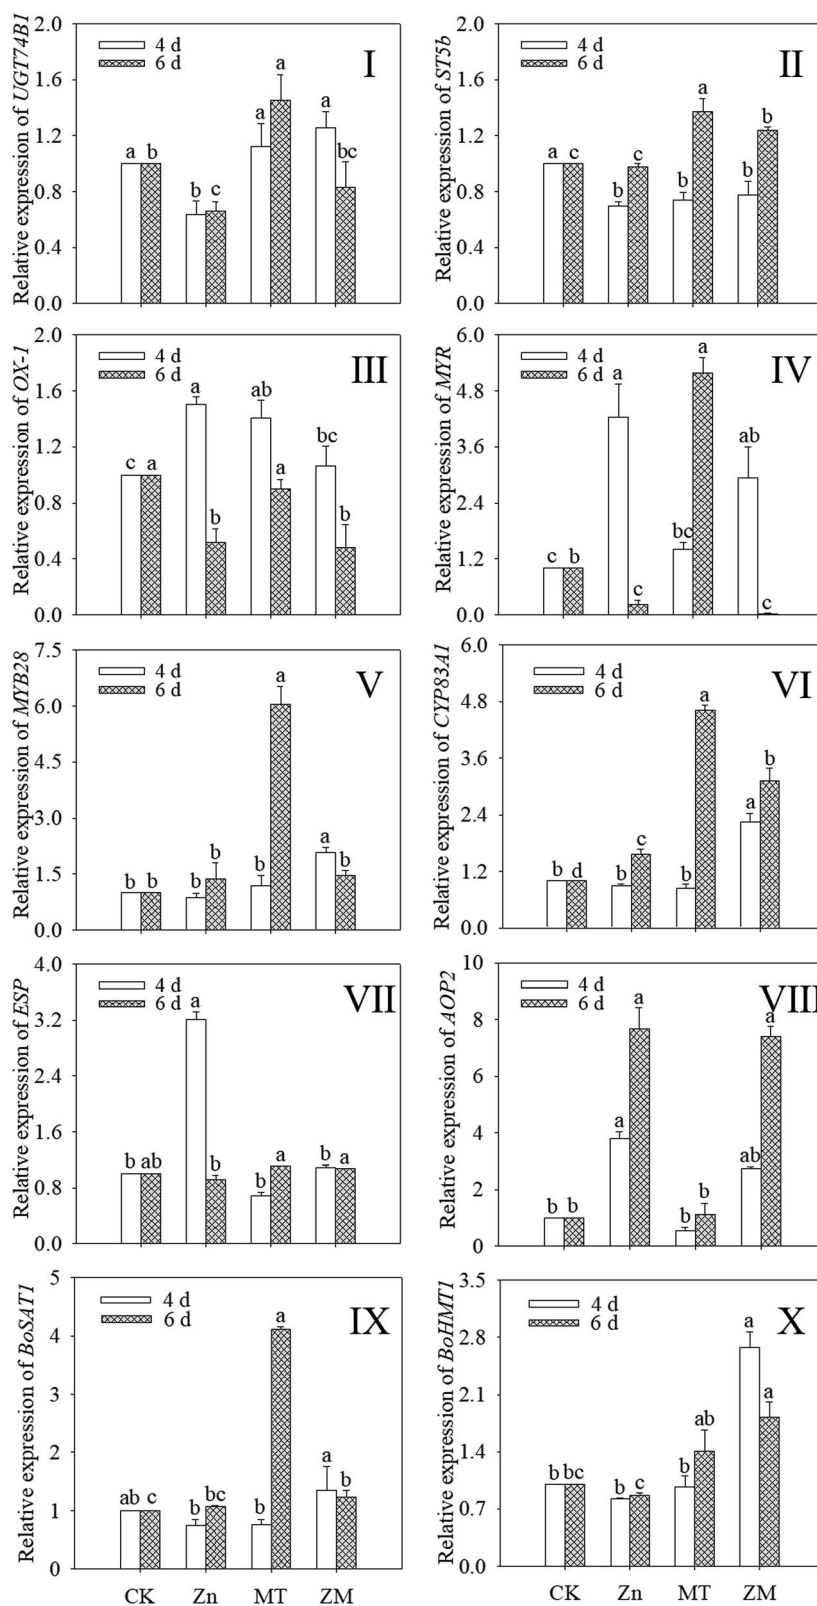 Relative expression of UGT74B1
2.0
1.6
1.2
0.8
0.4
0.0
4 d
6 d
I
a b
b c
a a
a bc
Relative expression of ST5b
2.0
1.6
1.2
0.8
0.4
0.0
4 d
6 d
II
a c
b c
b a
b b
Relative expression of OX-1
2.0
1.6
1.2
0.8
0.4
0.0
4 d
6 d
III
c a
a b
ab a
bc b
Relative expression of MYR
6.0
4.8
3.6
2.4
1.2
0.0
4 d
6 d
IV
c b
a c
bc a
ab c
Relative expression of MYB28
7.5
6.0
4.5
3.0
1.5
0.0
4 d
6 d
V
b b
b b
b a
a b
Relative expression of CYP83A1
6.0
4.8
3.6
2.4
1.2
0.0
4 d
6 d
VI
b d
b c
b a
a b
Relative expression of ESP
4.0
3.2
2.4
1.6
0.8
0.0
4 d
6 d
VII
b ab
a b
b a
b a
Relative expression of AOP2
10
8
6
4
2
0
4 d
6 d
VIII
b b
a a
b b
ab a
Relative expression of BoSAT1
5
4
3
2
1
0
4 d
6 d
IX
ab c
b bc
b a
a b
CK Zn MT ZM
Relative expression of BoHMT1
3.5
2.8
2.1
1.4
0.7
0.0
4 d
6 d
X
b bc
b c
b ab
a a
CK Zn MT ZM